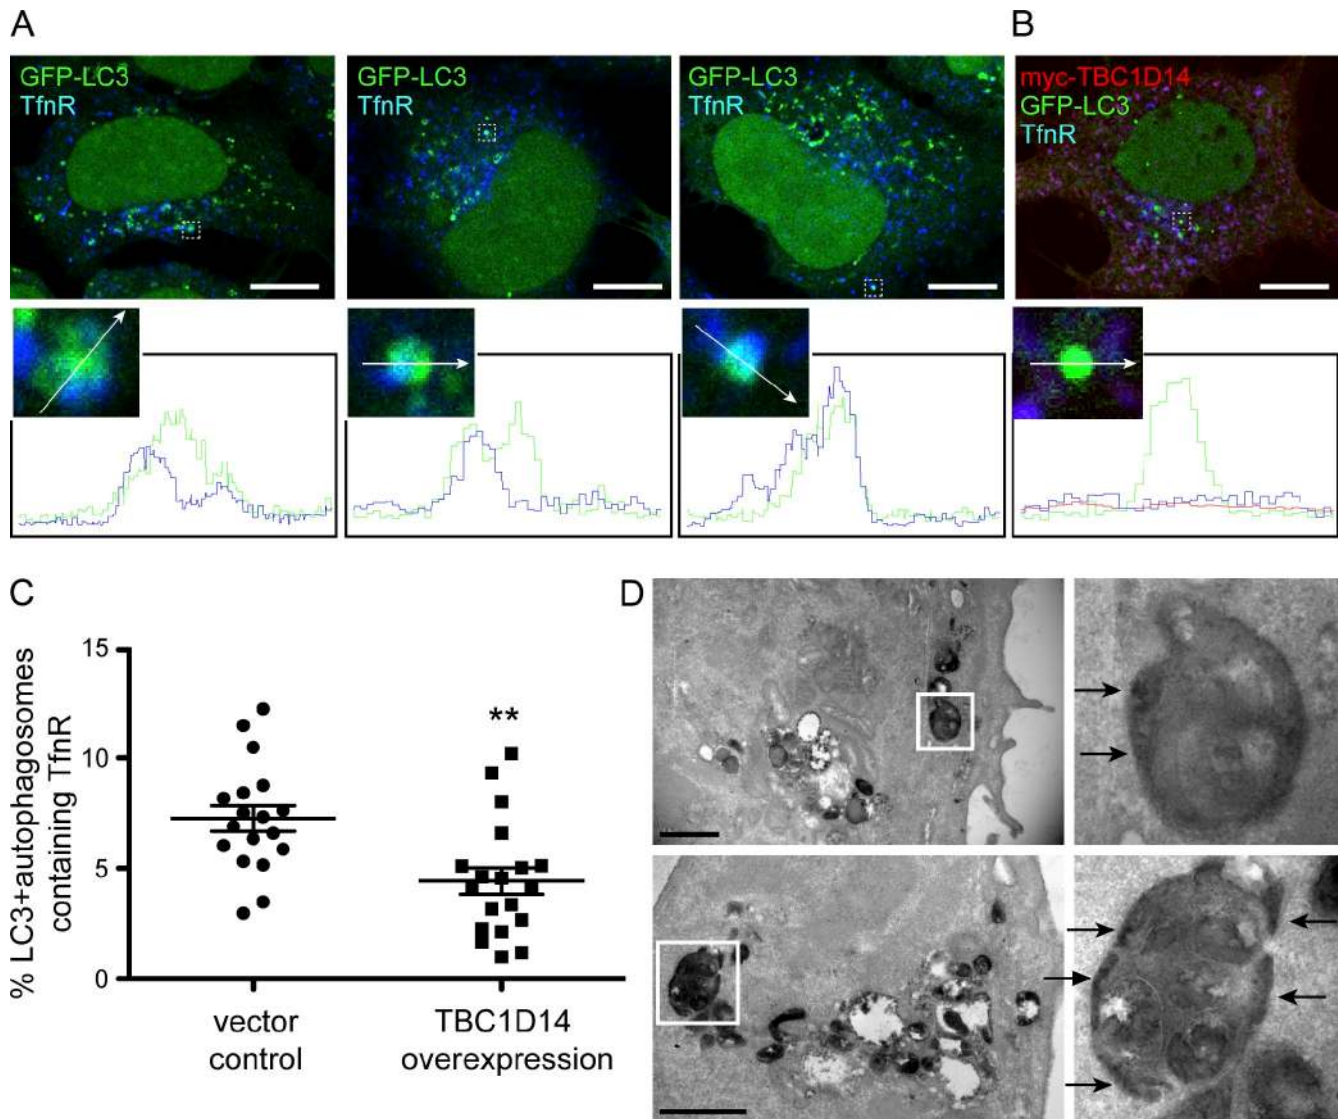 A
B
GFP-LC3
TfnR
GFP-LC3
TfnR
GFP-LC3
TfnR
myc-TBC1D14
GFP-LC3
TfnR
C
D
% LC3+autophagosomes
containing TfnR
15
10
5
0
**
vector
control
TBC1D14
overexpression